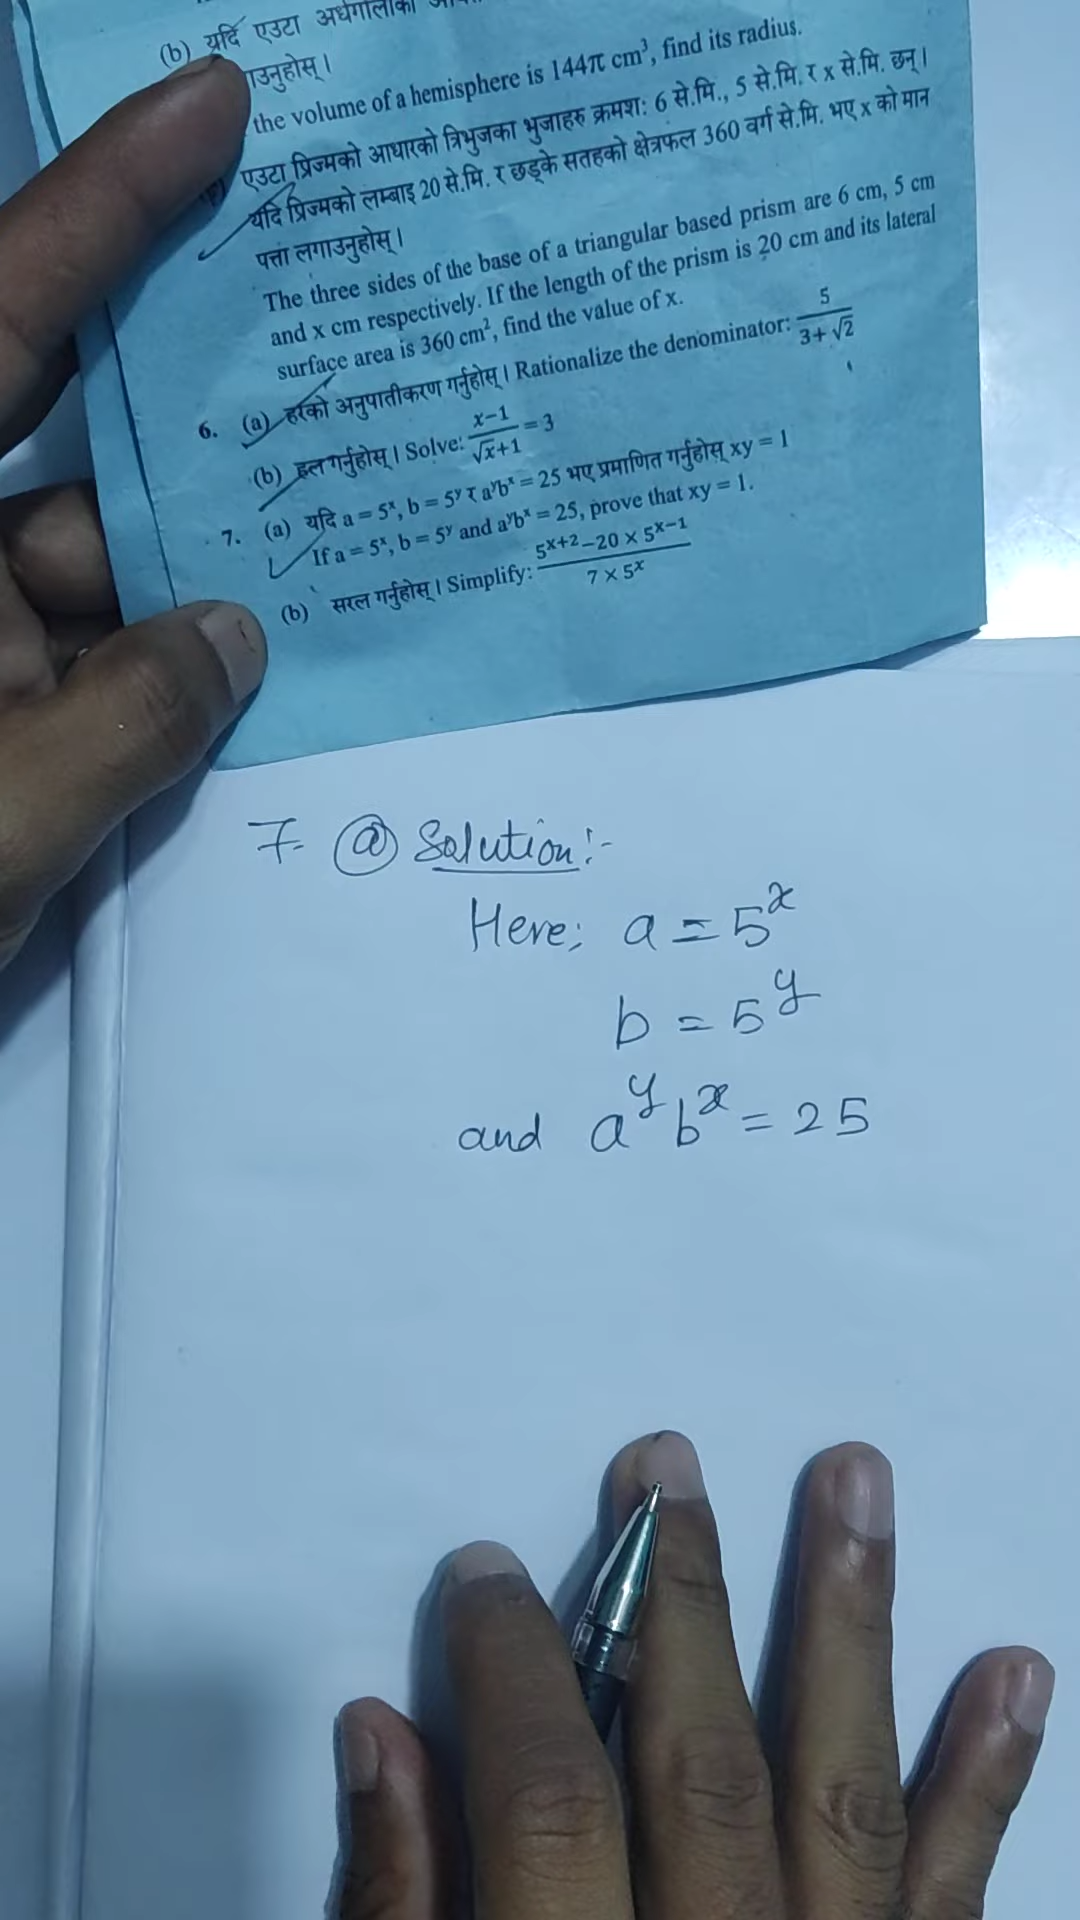 (b) यदि एउटा अर्धगोलाको
गाउनुहोस् ।
the volume of a hemisphere is 144π cm³, find its radius.
एउटा प्रिज्मको आधारको त्रिभुजका भुजाहरु क्रमशः 6 से.मि., 5 से.मि. र x से.मि. छन् ।
यदि प्रिज्मको लम्बाइ 20 से.मि. र छड्के सतहको क्षेत्रफल 360 वर्ग से.मि. भए x को मान
पत्ता लगाउनुहोस् ।
The three sides of the base of a triangular based prism are 6 cm, 5 cm
and x cm respectively. If the length of the prism is 20 cm and its lateral
surface area is 360 cm², find the value of x.
6. (a) हरको अनुपातीकरण गर्नुहोस् । Rationalize the denominator: 5/(3+√2)
(b) हल गर्नुहोस् । Solve: (x−1)/(√x+1) = 3
7. (a) यदि a = 5ˣ, b = 5ʸ र aʸbˣ = 25 भए प्रमाणित गर्नुहोस् xy = 1
If a = 5ˣ, b = 5ʸ and aʸbˣ = 25, prove that xy = 1.
(b) सरल गर्नुहोस् । Simplify: (5ˣ⁺²−20 × 5ˣ⁻¹)/(7 × 5ˣ)
7. (a) Solution:-
Here; a = 5ˣ
b = 5ʸ
and aʸbˣ = 25